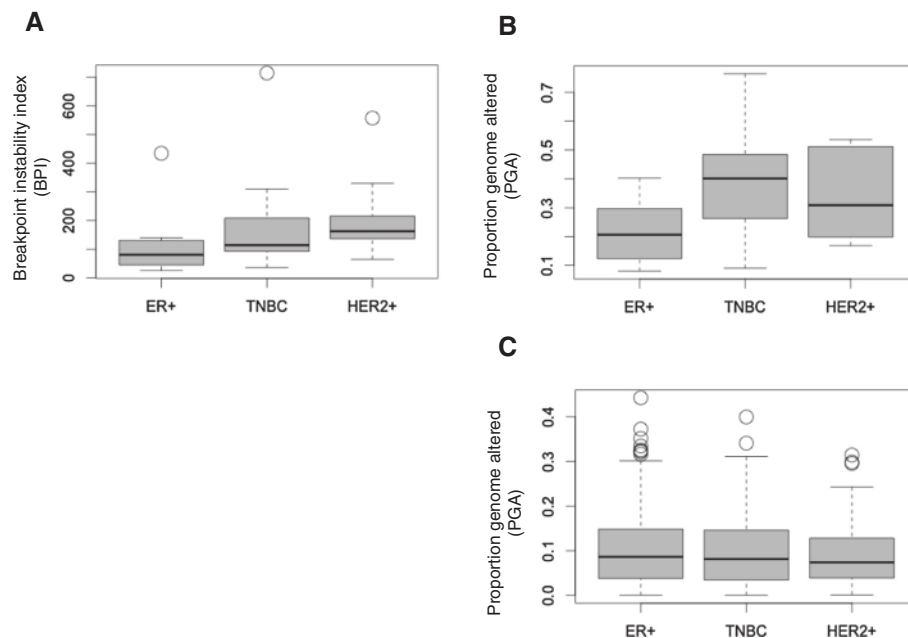 A
Breakpoint instability index
(BPI)
600
400
200
0
ER+ TNBC HER2+
B
Proportion genome altered
(PGA)
0.7
0.5
0.3
0.1
ER+ TNBC HER2+
C
Proportion genome altered
(PGA)
0.4
0.3
0.2
0.1
0.0
ER+ TNBC HER2+